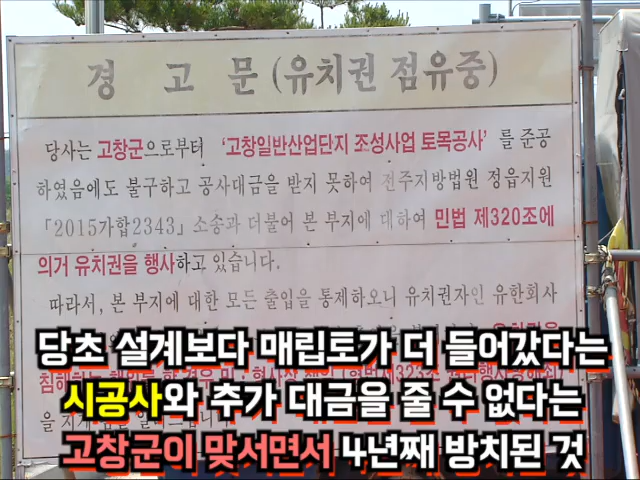 경 고 문 (유치권 점유중)
당사는 고창군으로부터 '고창일반산업단지 조성사업 토목공사' 를 준공
하였음에도 불구하고 공사대금을 받지 못하여 전주지방법원 정읍지원
「2015가합2343」 소송과 더불어 본 부지에 대하여 민법 제320조에
의거 유치권을 행사하고 있습니다.
따라서, 본 부지에 대한 모든 출입을 통제하오니 유치권자인 유한회사
당초 설계보다 매립토가 더 들어갔다는
시공사와 추가 대금을 줄 수 없다는
고창군이 맞서면서 4년째 방치된 것